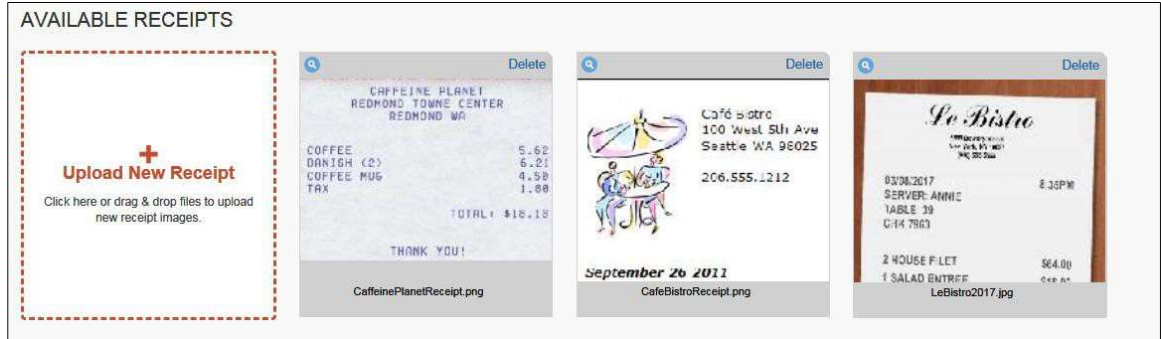 AVAILABLE RECEIPTS
Upload New Receipt
Click here or drag & drop files to upload
new receipt images.
Delete
CAFFEINE PLANET
REDMOND TOWNE CENTER
REDMOND WA
COFFEE 5.62
DANISH (2) 6.21
COFFEE MUG 4.50
TAX 1.80
TOTAL: $18.13
THANK YOU!
CaffeinePlanetReceipt.png
Delete
Café Bistro
100 West 5th Ave
Seattle WA 98025
206.555.1212
September 26 2011
CafeBistroReceipt.png
Delete
Le Bistro
03/08/2017 8:35PM
SERVER: ANNIE
TABLE 39
2 HOUSE FILET $64.00
1 SALAD ENTREE
LeBistro2017.jpg